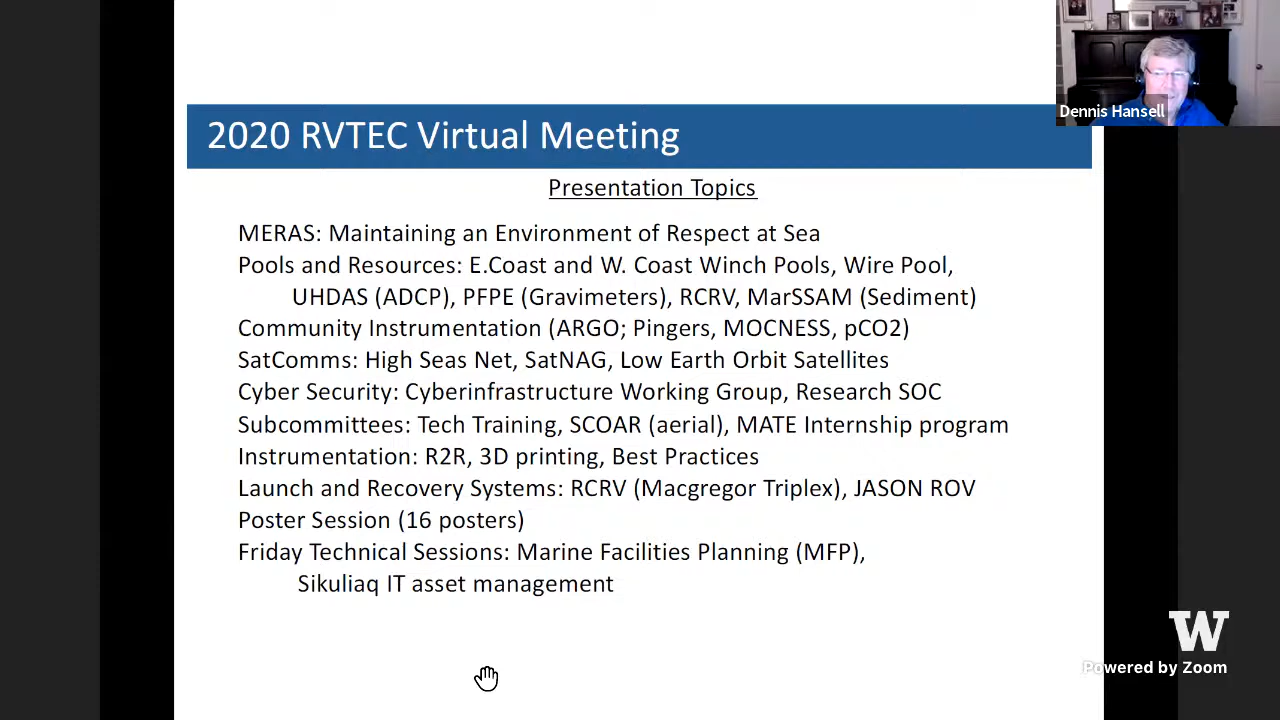 Dennis Hansell
2020 RVTEC Virtual Meeting
Presentation Topics
MERAS: Maintaining an Environment of Respect at Sea
Pools and Resources: E.Coast and W. Coast Winch Pools, Wire Pool,
UHDAS (ADCP), PFPE (Gravimeters), RCRV, MarSSAM (Sediment)
Community Instrumentation (ARGO; Pingers, MOCNESS, pCO2)
SatComms: High Seas Net, SatNAG, Low Earth Orbit Satellites
Cyber Security: Cyberinfrastructure Working Group, Research SOC
Subcommittees: Tech Training, SCOAR (aerial), MATE Internship program
Instrumentation: R2R, 3D printing, Best Practices
Launch and Recovery Systems: RCRV (Macgregor Triplex), JASON ROV
Poster Session (16 posters)
Friday Technical Sessions: Marine Facilities Planning (MFP),
Sikuliaq IT asset management
W
Powered by Zoom